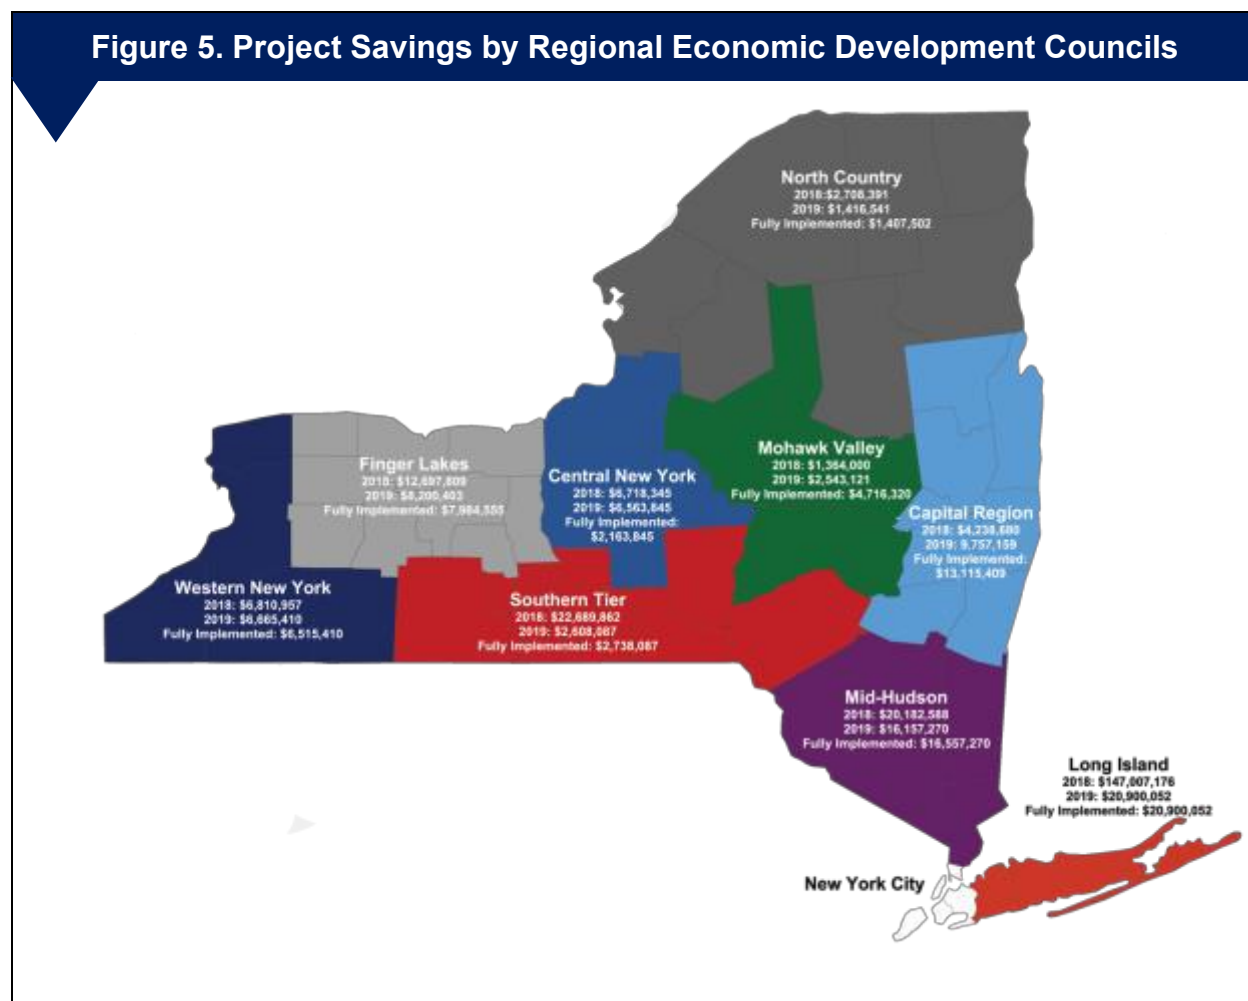 Figure 5. Project Savings by Regional Economic Development Councils
North Country
2018:$2,708,391
2019: $1,416,541
Fully Implemented: $1,407,502
Mohawk Valley
2018: $1,364,000
2019: $2,543,121
Fully Implemented: $4,716,320
Finger Lakes
2018: $12,697,809
2019: $8,200,403
Fully Implemented:
Central New York
2018: $6,718,345
2019: $6,563,845
Fully Implemented:
$2,163,845
Capital Region
2018: $4,238,680
2019: 9,757,159
Fully Implemented:
$13,115,409
Western New York
2018: $6,810,957
2019: $6,665,410
Fully Implemented: $6,515,410
Southern Tier
2018: $22,689,862
2019: $2,608,087
Fully Implemented: $2,738,087
Mid-Hudson
2018: $20,182,588
2019: $16,157,270
Fully Implemented: $16,557,270
Long Island
2018: $147,007,176
2019: $20,900,052
Fully Implemented: $20,900,052
New York City